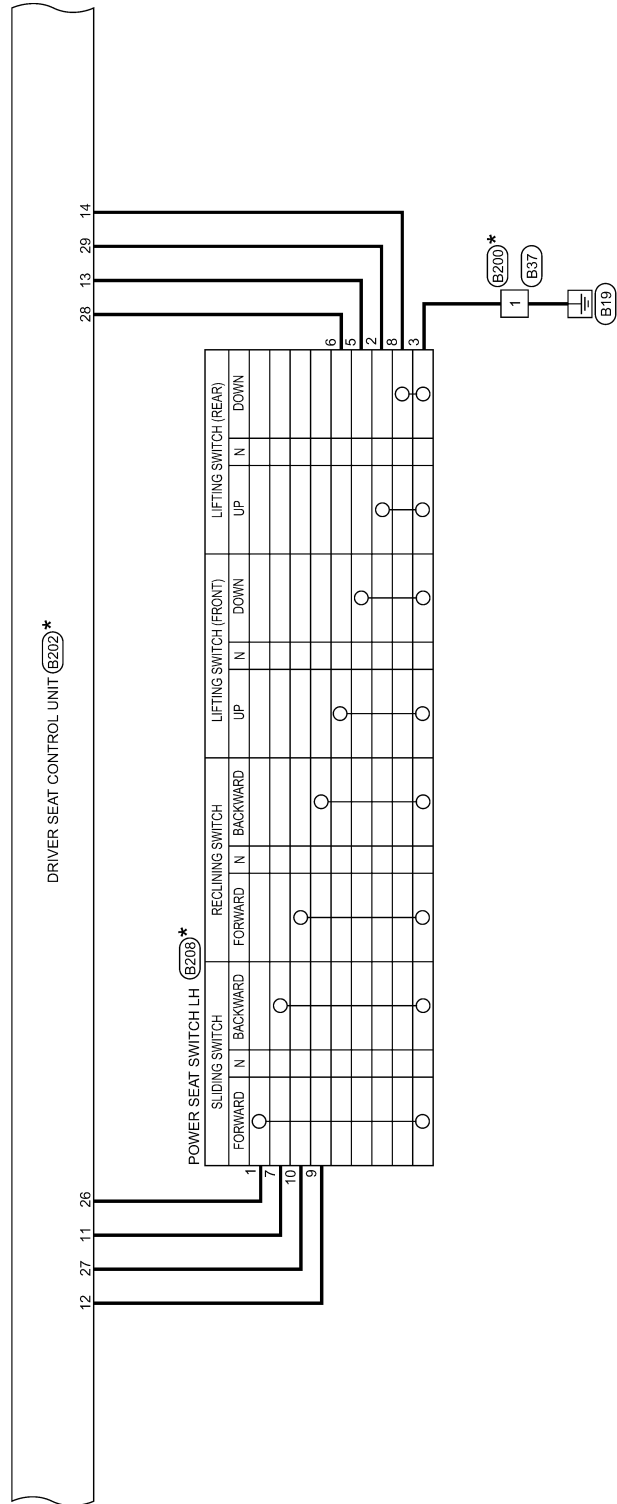 DRIVER SEAT CONTROL UNIT B202 *
26 11 27 12
28 13 29 14
POWER SEAT SWITCH LH B208 *
SLIDING SWITCH RECLINING SWITCH LIFTING SWITCH (FRONT) LIFTING SWITCH (REAR)
FORWARD N BACKWARD FORWARD N BACKWARD UP N DOWN UP N DOWN
1
7
10
9
6
5
2
8
3
B200 *
1
B37
B19